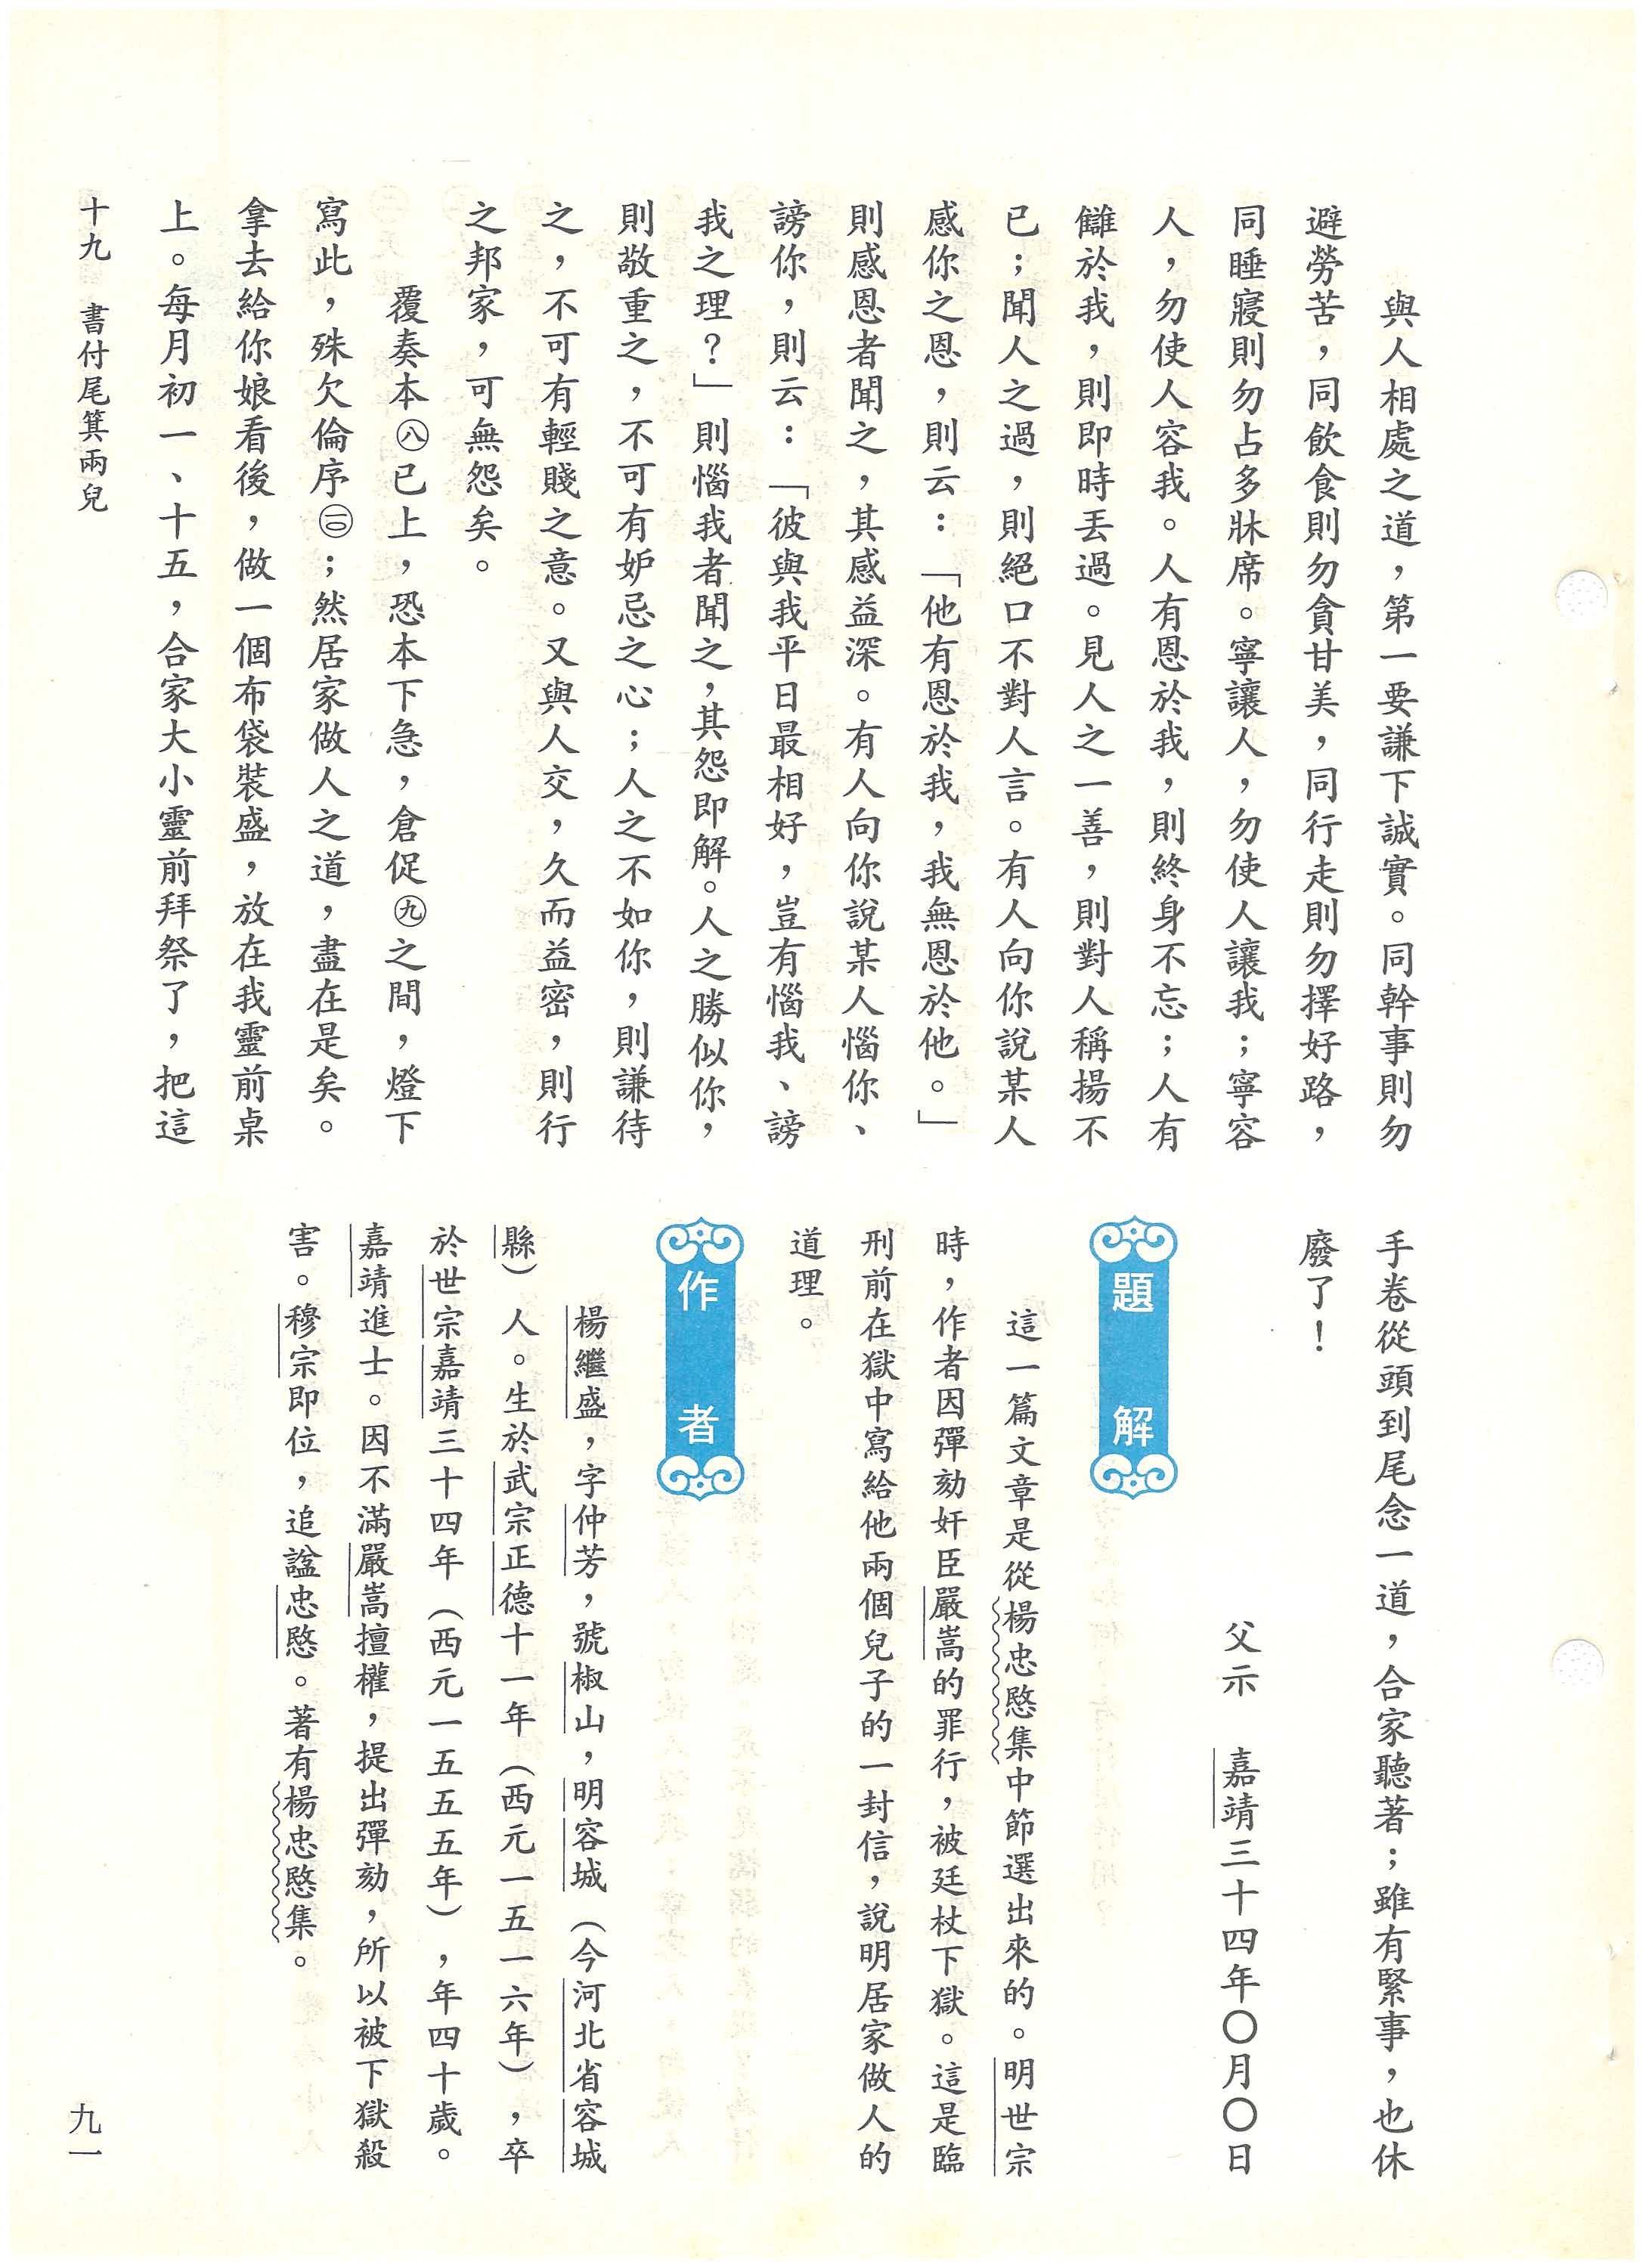 與人相處之道，第一要謙下誠實。同幹事則勿
避勞苦，同飲食則勿貪甘美，同行走則勿擇好路，
同睡寢則勿占多牀席。寧讓人，勿使人讓我；寧容
人，勿使人容我。人有恩於我，則終身不忘；人有
讎於我，則即時丟過。見人之一善，則對人稱揚不
已；聞人之過，則絕口不對人言。有人向你說某人
感你之恩，則云：「他有恩於我，我無恩於他。」
則感恩者聞之，其感益深。有人向你說某人惱你、
謗你，則云：「彼與我平日最相好，豈有惱我、謗
我之理？」則惱我者聞之，其怨即解。人之勝似你，
則敬重之，不可有妒忌之心；人之不如你，則謙待
之，不可有輕賤之意。又與人交，久而益密，則行
之邦家，可無怨矣。
覆奏本㊇已上，恐本下急，倉促㊈之間，燈下
寫此，殊欠倫序㊉；然居家做人之道，盡在是矣。
拿去給你娘看後，做一個布袋裝盛，放在我靈前桌
上。每月初一、十五，合家大小靈前拜祭了，把這
手卷從頭到尾念一道，合家聽著；雖有緊事，也休
廢了！
父示　嘉靖三十四年〇月〇日
題解
這一篇文章是從楊忠愍集中節選出來的。明世宗
時，作者因彈劾奸臣嚴嵩的罪行，被廷杖下獄。這是臨
刑前在獄中寫給他兩個兒子的一封信，說明居家做人的
道理。
作者
楊繼盛，字仲芳，號椒山，明容城（今河北省容城
縣）人。生於武宗正德十一年（西元一五一六年），卒
於世宗嘉靖三十四年（西元一五五五年），年四十歲。
嘉靖進士。因不滿嚴嵩擅權，提出彈劾，所以被下獄殺
害。穆宗即位，追諡忠愍。著有楊忠愍集。
十九　書付尾箕兩兒
九一